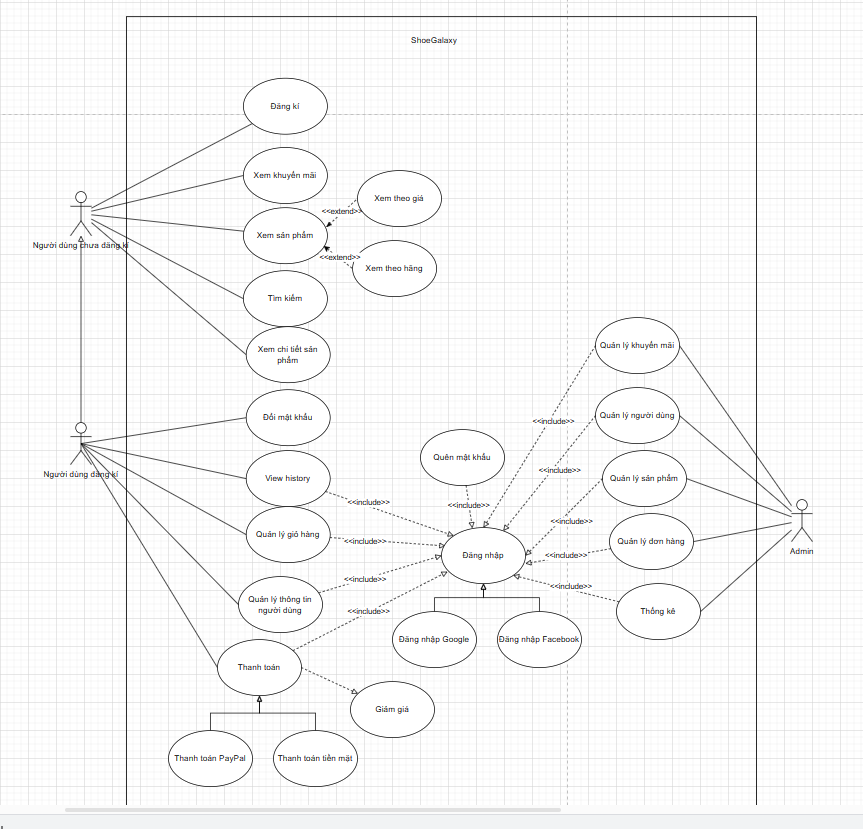 ShoeGalaxy
Đăng kí
Xem khuyến mãi
Xem theo giá
<<extend>>
Xem sản phẩm
Người dùng chưa đăng kí
<<extend>>
Xem theo hãng
Tìm kiếm
Xem chi tiết sản
phẩm
Quản lý khuyến mãi
Đổi mật khẩu
Quản lý người dùng
<<include>>
Quên mật khẩu
<<include>>
Người dùng đăng kí
View history
Quản lý sản phẩm
<<include>>
<<include>>
<<include>>
Quản lý giỏ hàng
<<include>>
Quản lý đơn hàng
Admin
Đăng nhập
<<include>>
<<include>>
<<include>>
Quản lý thông tin
người dùng
<<include>>
Thống kê
Đăng nhập Google
Đăng nhập Facebook
Thanh toán
Giảm giá
Thanh toán PayPal
Thanh toán tiền mặt